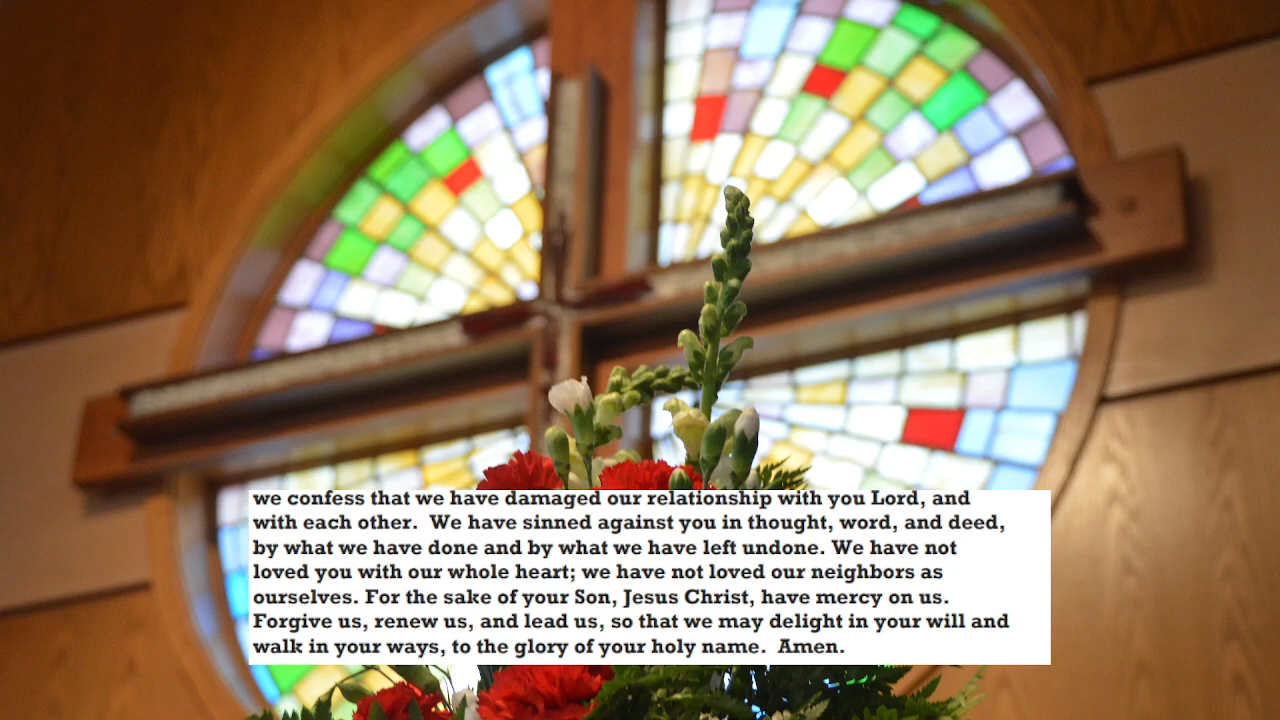 we confess that we have damaged our relationship with you Lord, and
with each other.  We have sinned against you in thought, word, and deed,
by what we have done and by what we have left undone. We have not
loved you with our whole heart; we have not loved our neighbors as
ourselves. For the sake of your Son, Jesus Christ, have mercy on us.
Forgive us, renew us, and lead us, so that we may delight in your will and
walk in your ways, to the glory of your holy name.  Amen.